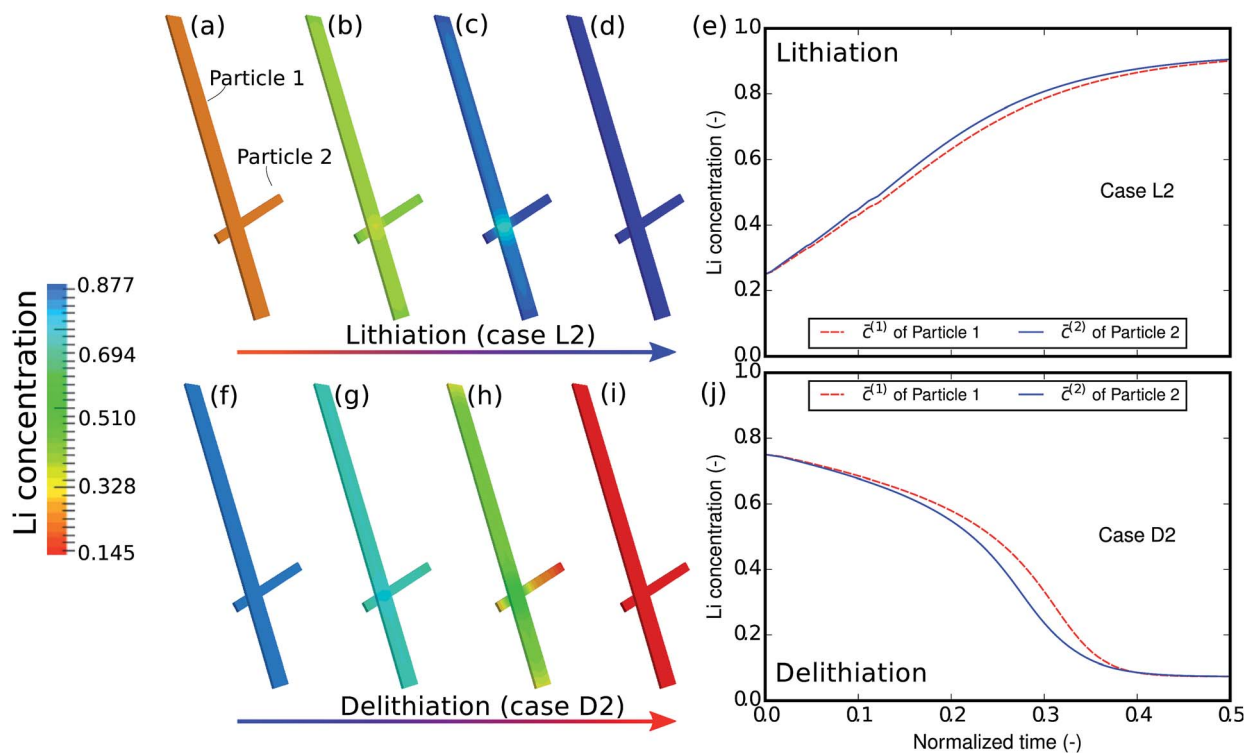 (a)
(b)
(c)
(d)
Particle 1
Particle 2
Lithiation (case L2)
Li concentration
0.877
0.694
0.510
0.328
0.145
(f)
(g)
(h)
(i)
Delithiation (case D2)
(e)
Lithiation
Li concentration (-)
1.0
0.8
0.6
0.4
0.2
0.0
Case L2
c̄⁽¹⁾ of Particle 1
c̄⁽²⁾ of Particle 2
(j)
c̄⁽¹⁾ of Particle 1
c̄⁽²⁾ of Particle 2
Li concentration (-)
1.0
0.8
0.6
0.4
0.2
0.0
Case D2
Delithiation
0.0 0.1 0.2 0.3 0.4 0.5
Normalized time (-)